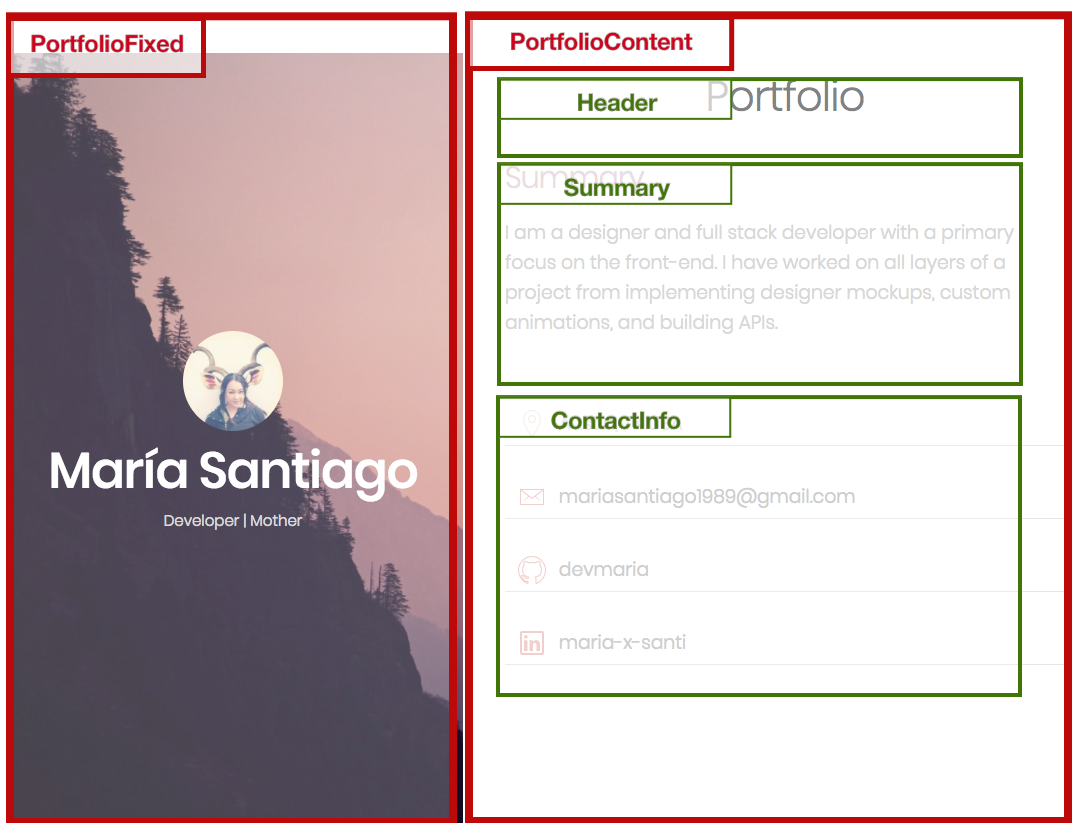 PortfolioFixed
María Santiago
Developer | Mother
PortfolioContent
Header
Portfolio
Summary
Summary
I am a designer and full stack developer with a primary
focus on the front-end. I have worked on all layers of a
project from implementing designer mockups, custom
animations, and building APIs.
ContactInfo
mariasantiago1989@gmail.com
devmaria
in
maria-x-santi